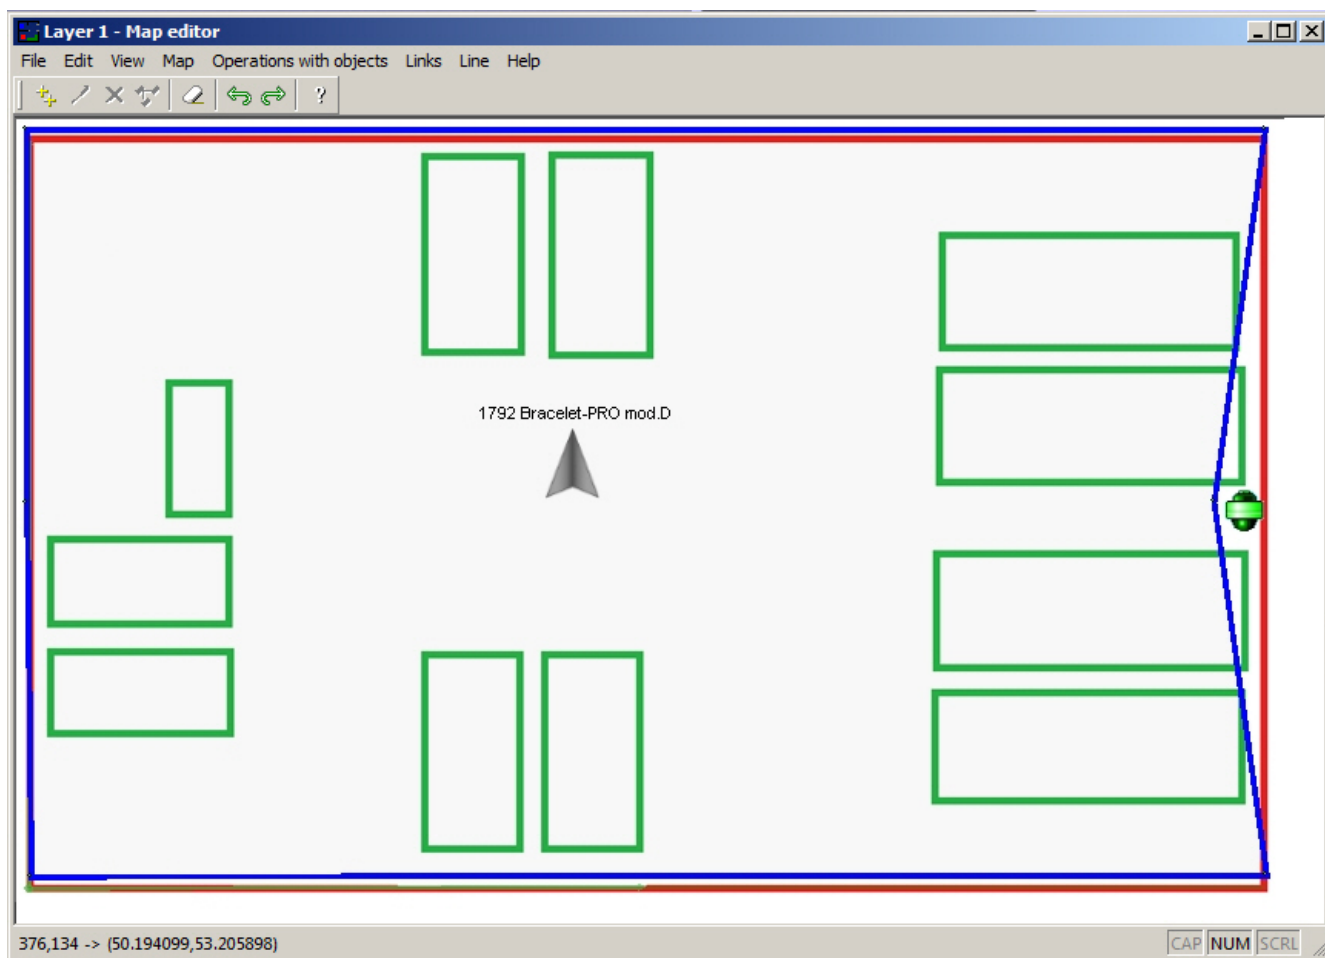 Layer 1 - Map editor
File Edit View Map Operations with objects Links Line Help
?
1792 Bracelet-PRO mod.D
376,134 -> (50.194099,53.205898) CAP NUM SCRL